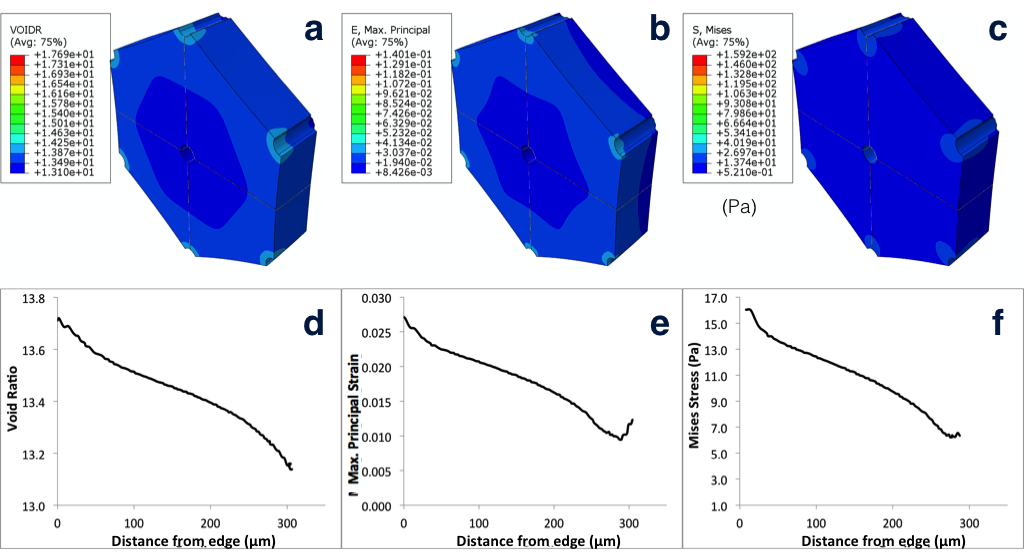 VOIDR
(Avg: 75%)
+1.769e+01
+1.731e+01
+1.693e+01
+1.654e+01
+1.616e+01
+1.578e+01
+1.540e+01
+1.501e+01
+1.463e+01
+1.425e+01
+1.387e+01
+1.349e+01
+1.310e+01
a
E, Max. Principal
(Avg: 75%)
+1.401e-01
+1.291e-01
+1.182e-01
+1.072e-01
+9.621e-02
+8.524e-02
+7.426e-02
+6.329e-02
+5.232e-02
+4.134e-02
+3.037e-02
+1.940e-02
+8.426e-03
b
S, Mises
(Avg: 75%)
+1.592e+02
+1.460e+02
+1.328e+02
+1.195e+02
+1.063e+02
+9.308e+01
+7.986e+01
+6.664e+01
+5.341e+01
+4.019e+01
+2.697e+01
+1.374e+01
+5.210e-01
(Pa)
c
d
Void Ratio
13.8
13.6
13.4
13.2
13.0
0 100 200 300
Distance from edge (μm)
e
Max. Principal Strain
0.030
0.025
0.020
0.015
0.010
0.005
0.000
0 100 200 300
Distance from edge (μm)
f
Mises Stress (Pa)
17.0
15.0
13.0
11.0
9.0
7.0
5.0
3.0
1.0
0 100 200 300
Distance from edge (μm)